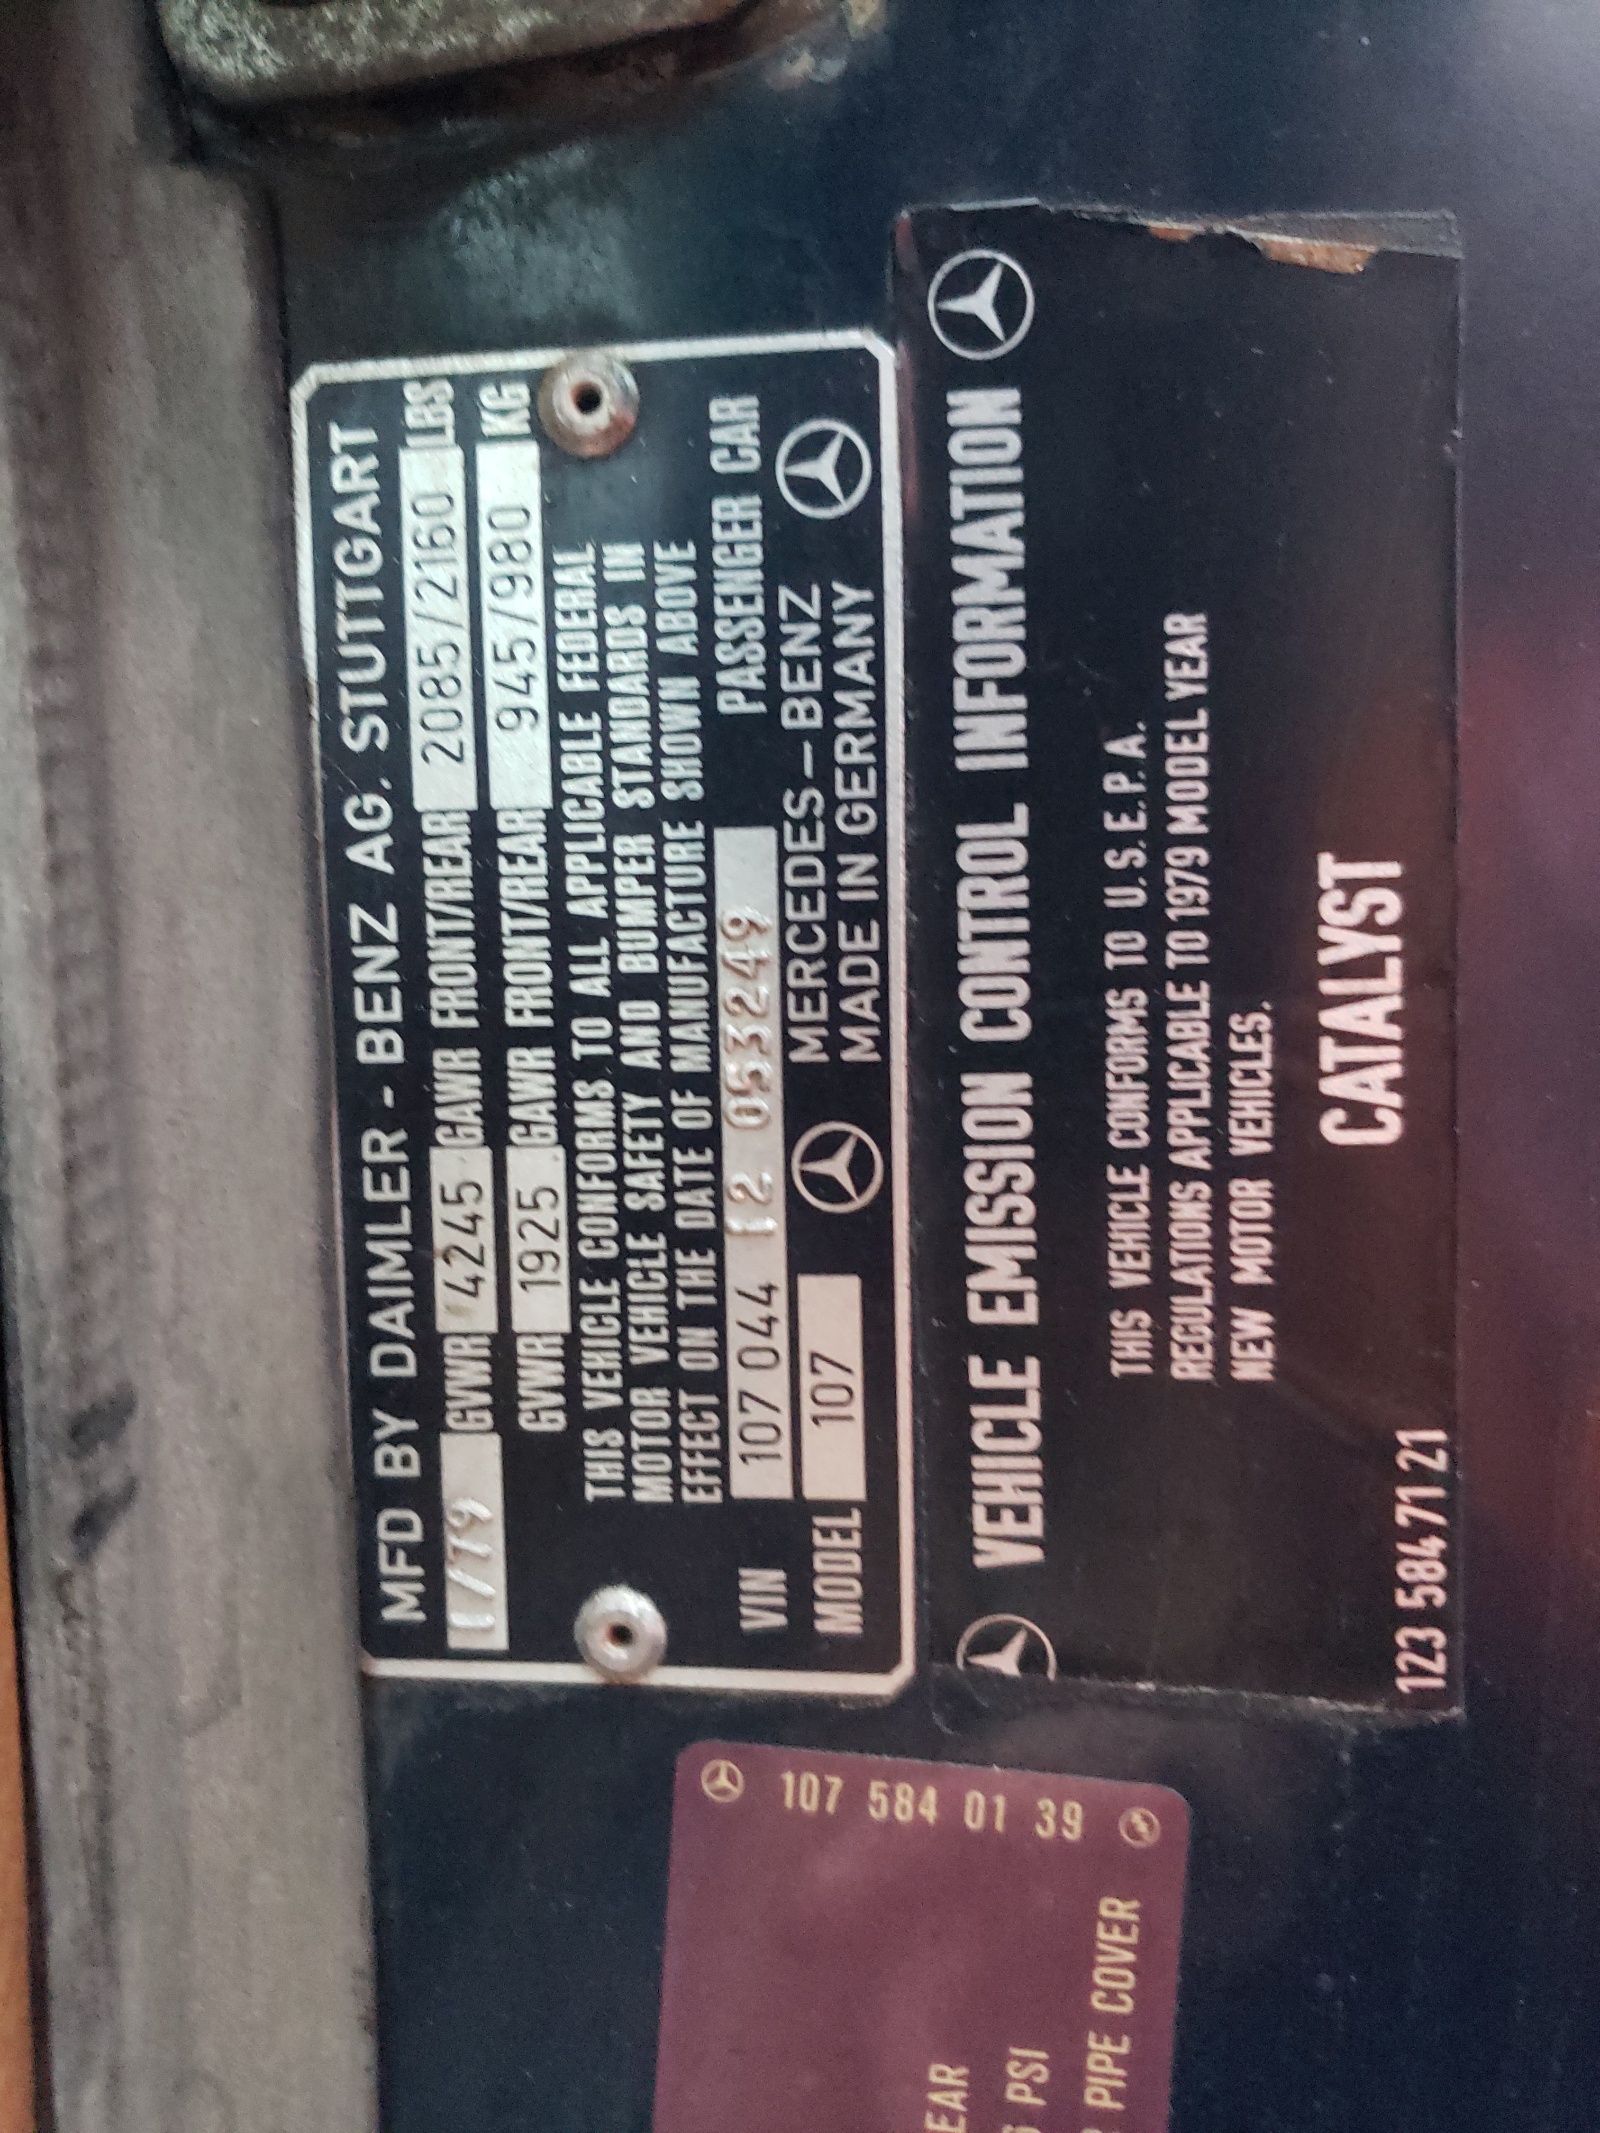 MFD BY DAIMLER - BENZ AG. STUTTGART
1/79 GVWR 4245 GAWR FRONT/REAR 2085/2160 LBS
GVWR 1925 GAWR FRONT/REAR 945/980 KG
THIS VEHICLE CONFORMS TO ALL APPLICABLE FEDERAL
MOTOR VEHICLE SAFETY AND BUMPER STANDARDS IN
EFFECT ON THE DATE OF MANUFACTURE SHOWN ABOVE
VIN 107 044 12 053249 PASSENGER CAR
MODEL 107
MERCEDES-BENZ
MADE IN GERMANY
VEHICLE EMISSION CONTROL INFORMATION
THIS VEHICLE CONFORMS TO U.S.E.P.A.
REGULATIONS APPLICABLE TO 1979 MODEL YEAR
NEW MOTOR VEHICLES.
CATALYST
123 584 71 21
107 584 01 39
EAR
PSI
PIPE COVER